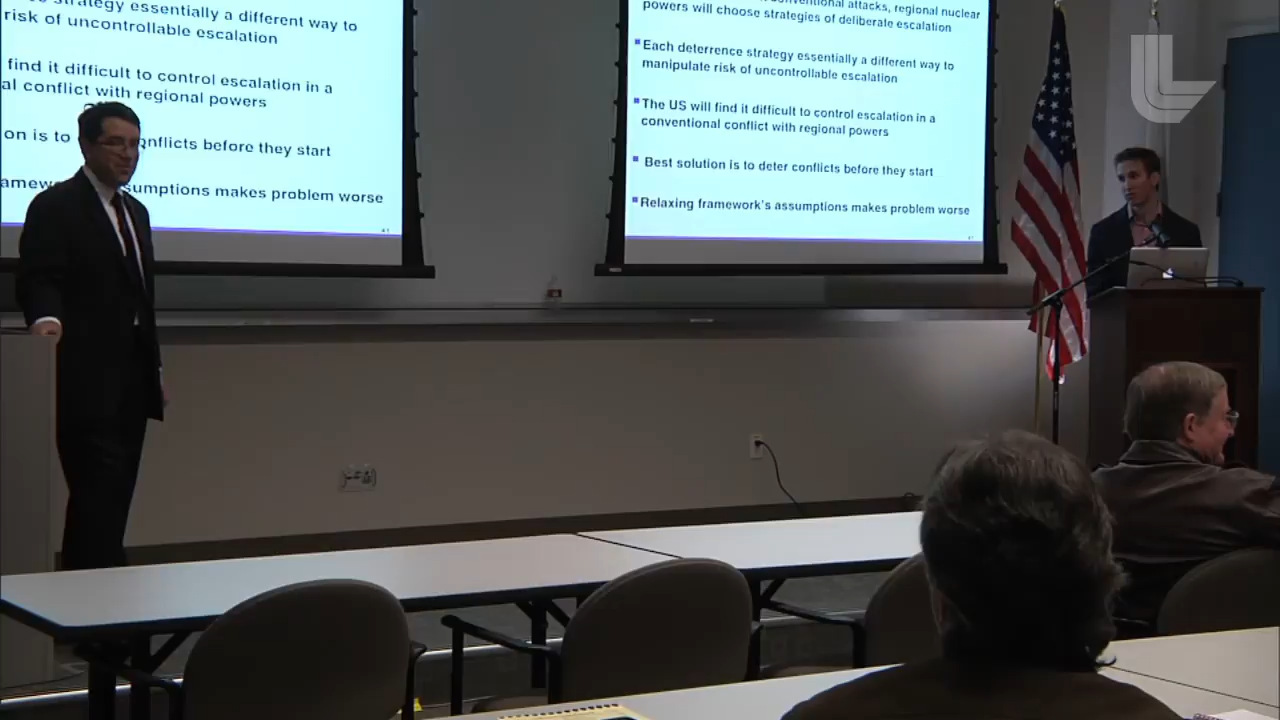 strategy essentially a different way to
risk of uncontrollable escalation
find it difficult to control escalation in a
al conflict with regional powers
on is to nflicts before they start
sumptions makes problem worse
attacks, regional nuclear
powers will choose strategies of deliberate escalation
Each deterrence strategy essentially a different way to
manipulate risk of uncontrollable escalation
The US will find it difficult to control escalation in a
conventional conflict with regional powers
Best solution is to deter conflicts before they start
Relaxing framework's assumptions makes problem worse